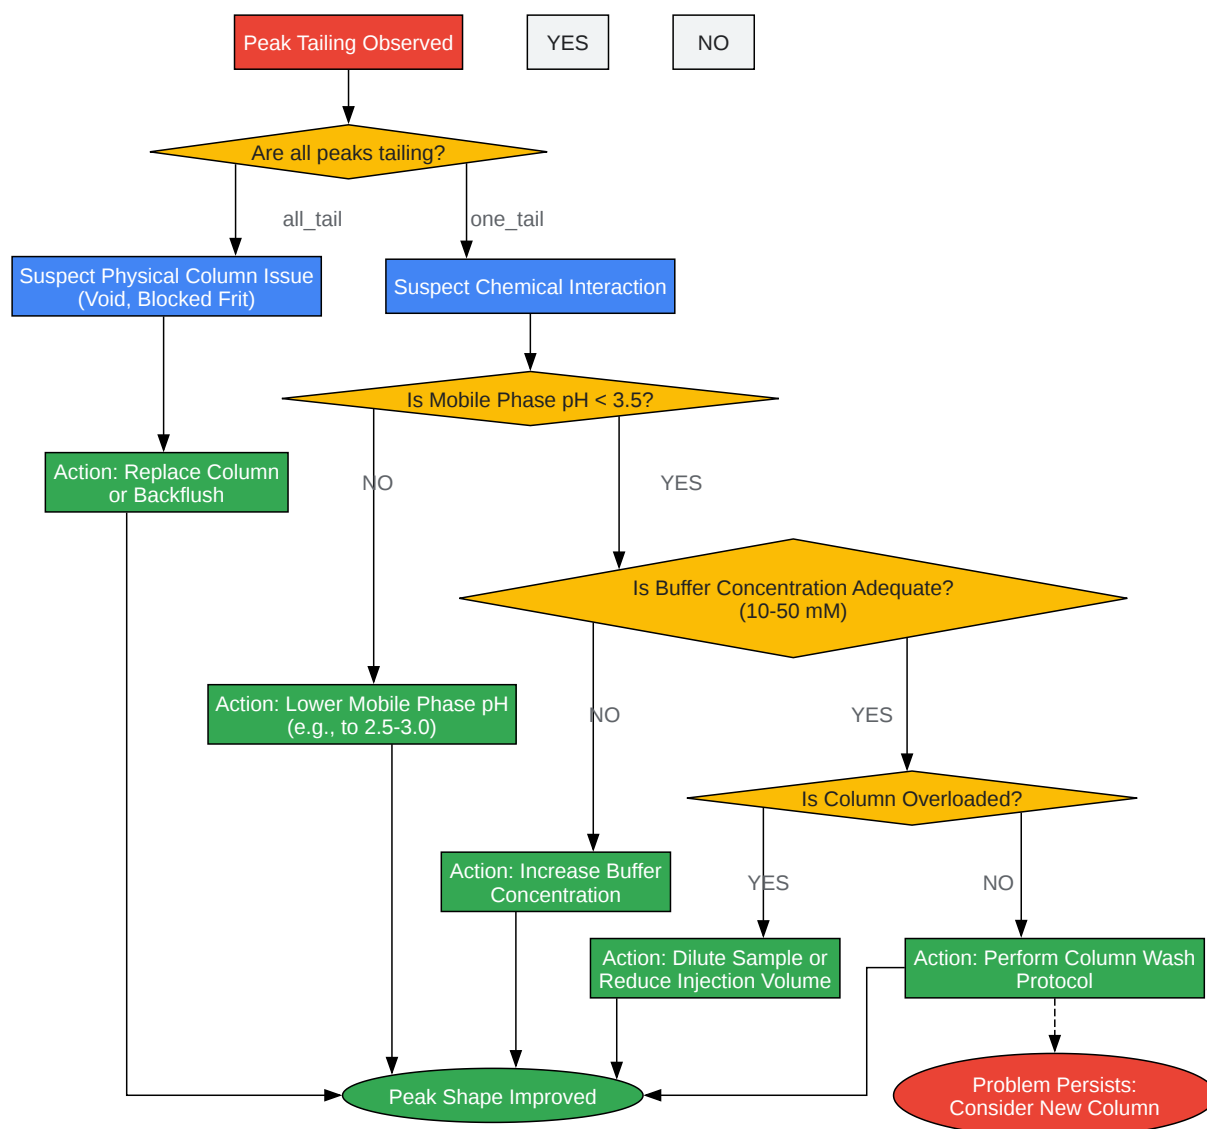 Peak Tailing Observed
YES
NO
Are all peaks tailing?
all_tail
one_tail
Suspect Physical Column Issue
(Void, Blocked Frit)
Suspect Chemical Interaction
Is Mobile Phase pH < 3.5?
Action: Replace Column
or Backflush
NO
YES
Is Buffer Concentration Adequate?
(10-50 mM)
Action: Lower Mobile Phase pH
(e.g., to 2.5-3.0)
NO
YES
Is Column Overloaded?
Action: Increase Buffer
Concentration
YES
NO
Action: Dilute Sample or
Reduce Injection Volume
Action: Perform Column Wash
Protocol
Peak Shape Improved
Problem Persists:
Consider New Column